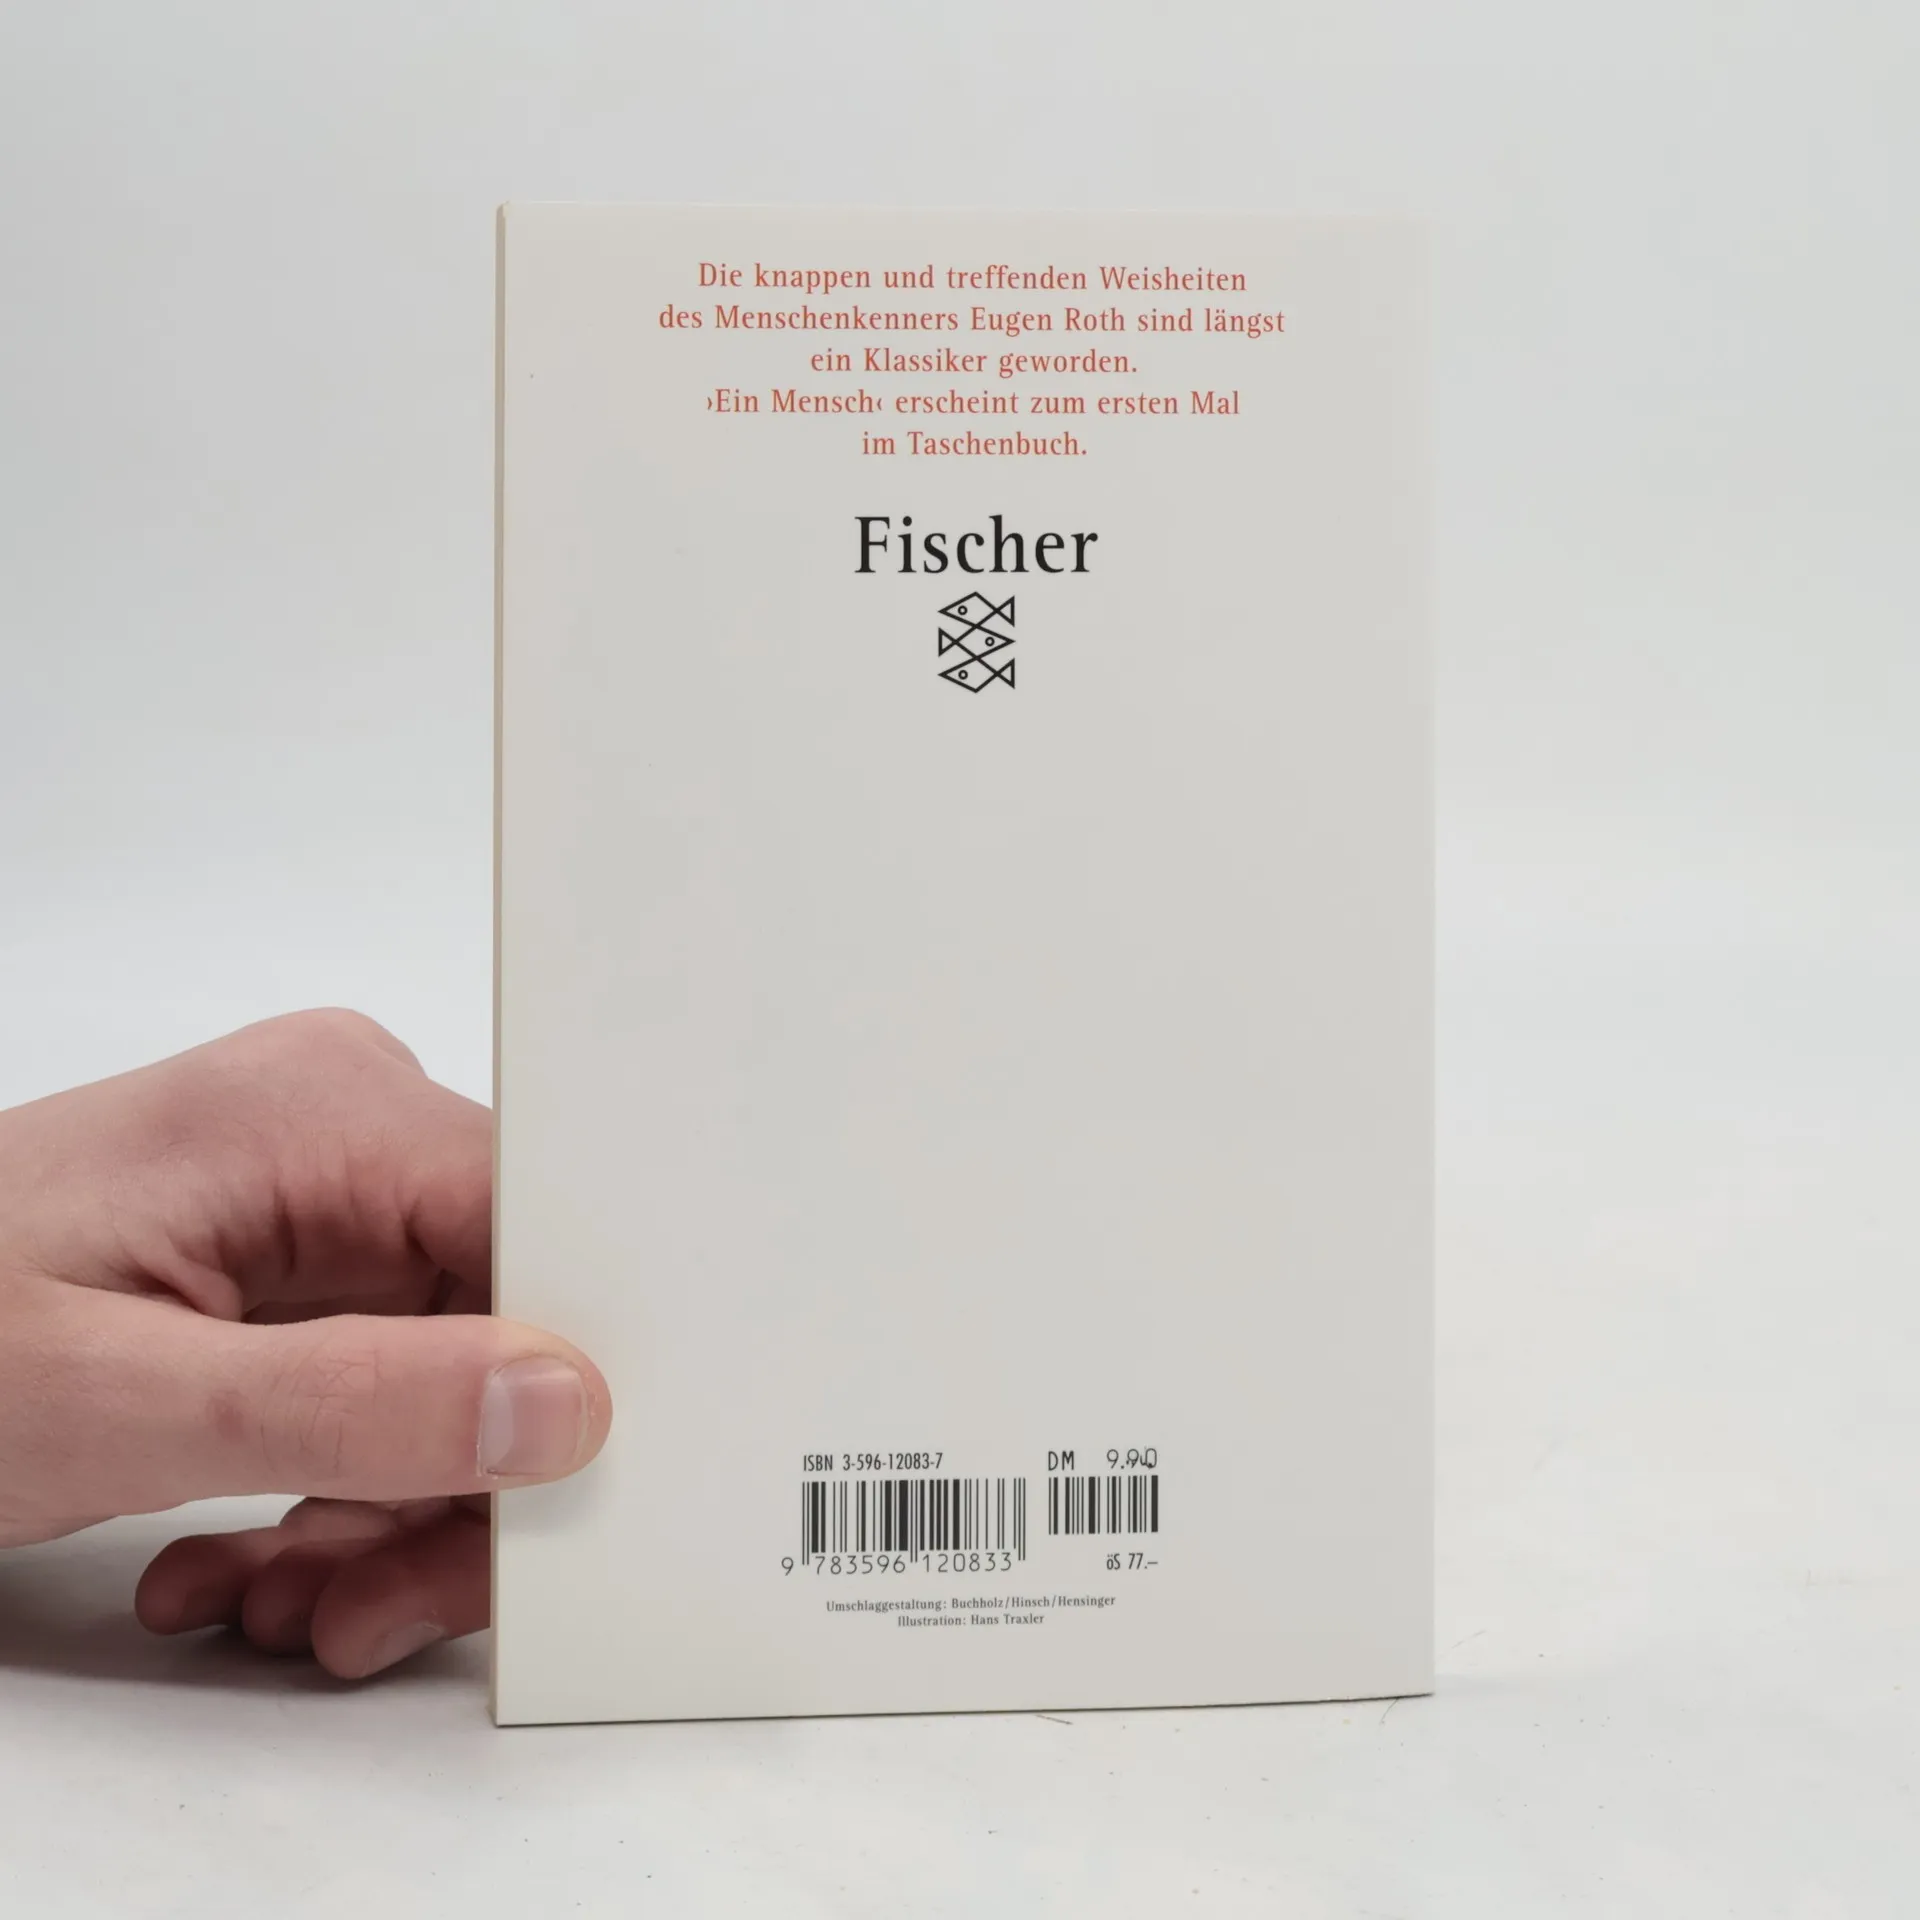 Die knappen und treffenden Weisheiten
des Menschenkenners Eugen Roth sind längst
ein Klassiker geworden.
›Ein Mensch‹ erscheint zum ersten Mal
im Taschenbuch.
Fischer
ISBN 3-596-12083-7
DM 9.90
9 783596 120833
öS 77.–
Umschlaggestaltung: Buchholz/Hinsch/Hensinger
Illustration: Hans Traxler